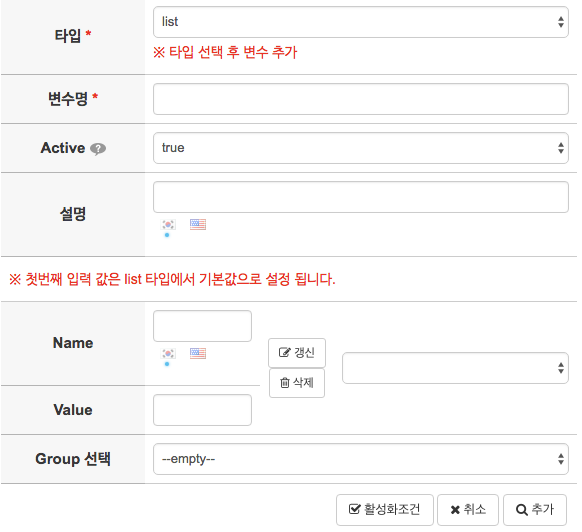 타입 *
list
※ 타입 선택 후 변수 추가
변수명 *
Active ?
true
설명
※ 첫번째 입력 값은 list 타입에서 기본값으로 설정 됩니다.
Name
갱신
삭제
Value
Group 선택
--empty--
활성화조건 취소 추가